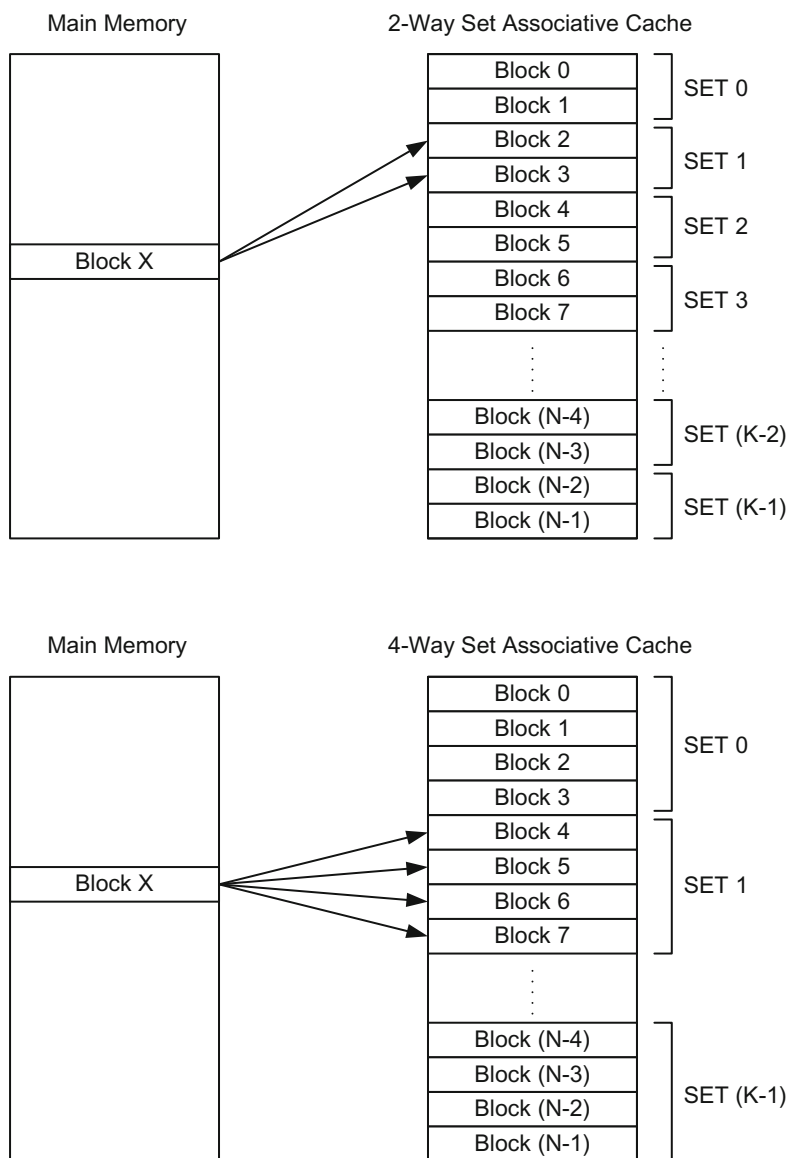 Main Memory
2-Way Set Associative Cache
Block 0
Block 1
SET 0
Block 2
Block 3
SET 1
Block X
Block 4
Block 5
SET 2
Block 6
Block 7
SET 3
Block (N-4)
Block (N-3)
SET (K-2)
Block (N-2)
Block (N-1)
SET (K-1)
Main Memory
4-Way Set Associative Cache
Block 0
Block 1
Block 2
Block 3
SET 0
Block X
Block 4
Block 5
Block 6
Block 7
SET 1
Block (N-4)
Block (N-3)
Block (N-2)
Block (N-1)
SET (K-1)